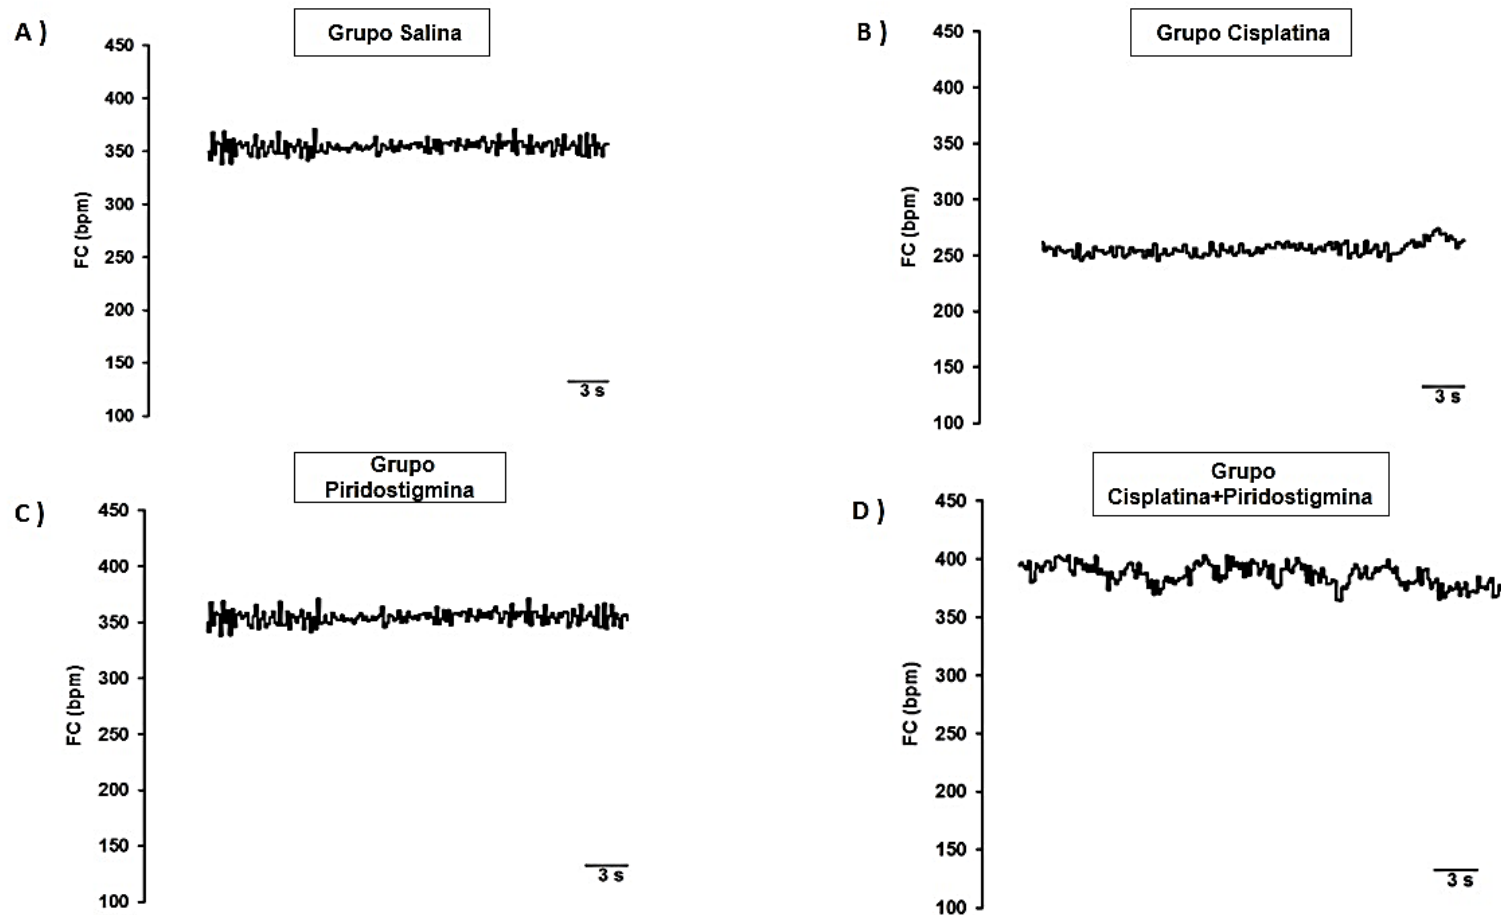 A )
Grupo Salina
450
400
350
300
250
200
150
100
FC (bpm)
3 s
B )
Grupo Cisplatina
450
400
350
300
250
200
150
100
FC (bpm)
3 s
C )
Grupo
Piridostigmina
450
400
350
300
250
200
150
100
FC (bpm)
3 s
D )
Grupo
Cisplatina+Piridostigmina
450
400
350
300
250
200
150
100
FC (bpm)
3 s